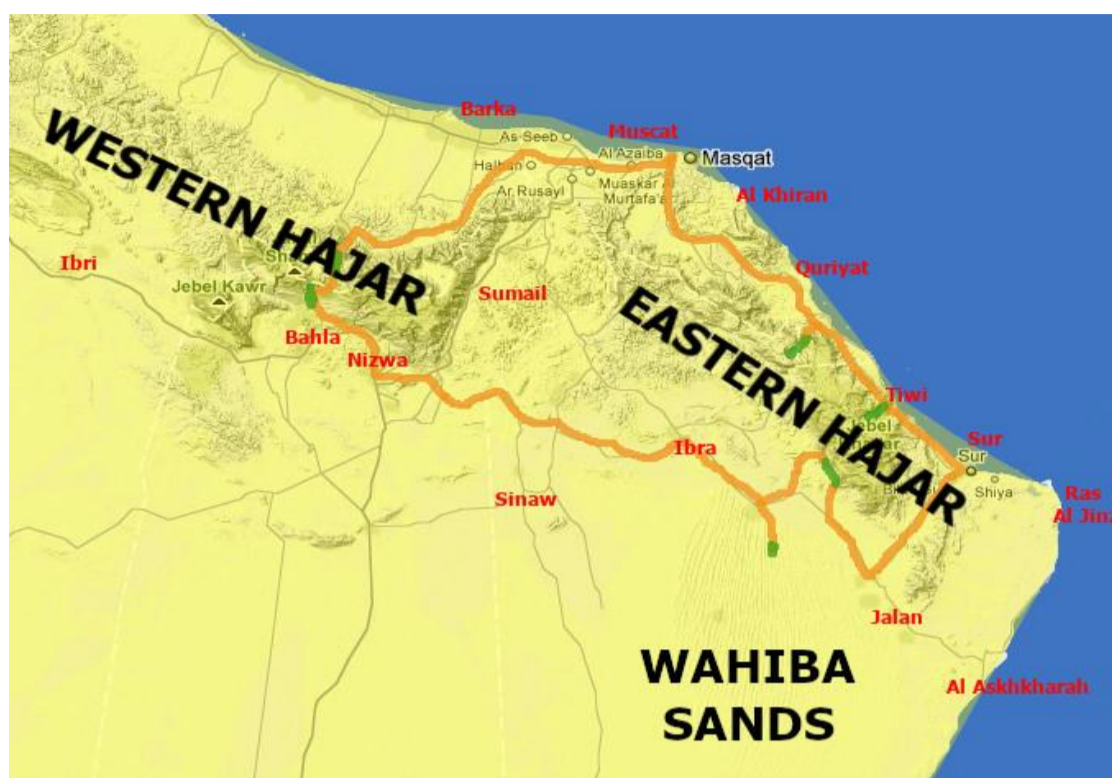 Barka
As Seeb
Muscat
Halban
Al Azaiba
Masqat
Ar Rusayl
Muaskar Al
Murtafa'a
Al Khiran
WESTERN HAJAR
Ibri
Jebel Kawr
Sumail
Quriyat
EASTERN HAJAR
Bahla
Nizwa
Tiwi
Jebel
Sur
Ibra
Sur
Shiya
Sinaw
Ras
Al Jinz
Jalan
WAHIBA
SANDS
Al Askhkharah